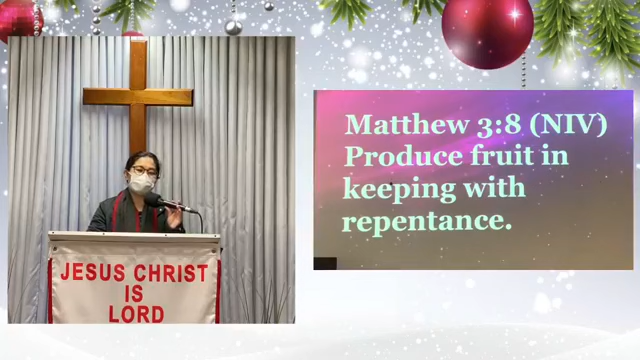 JESUS CHRIST
IS
LORD
Matthew 3:8 (NIV)
Produce fruit in
keeping with
repentance.